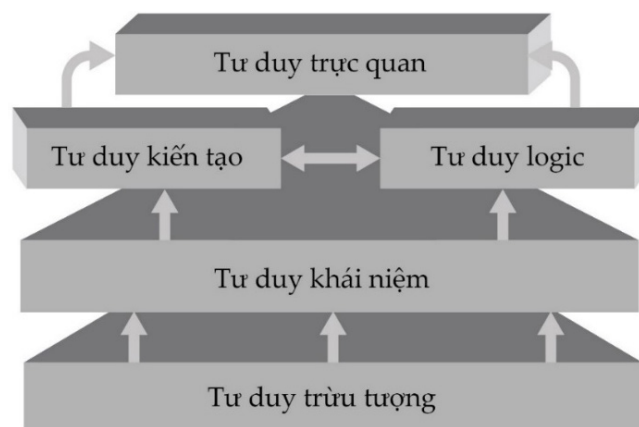 Tư duy trực quan
Tư duy kiến tạo
Tư duy logic
Tư duy khái niệm
Tư duy trừu tượng